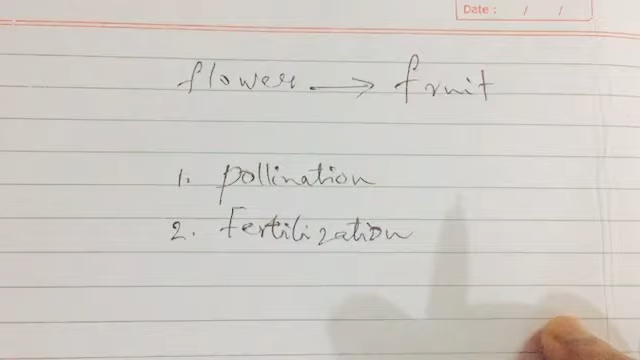 Date : / /
flower → fruit
1. pollination
2. Fertilization